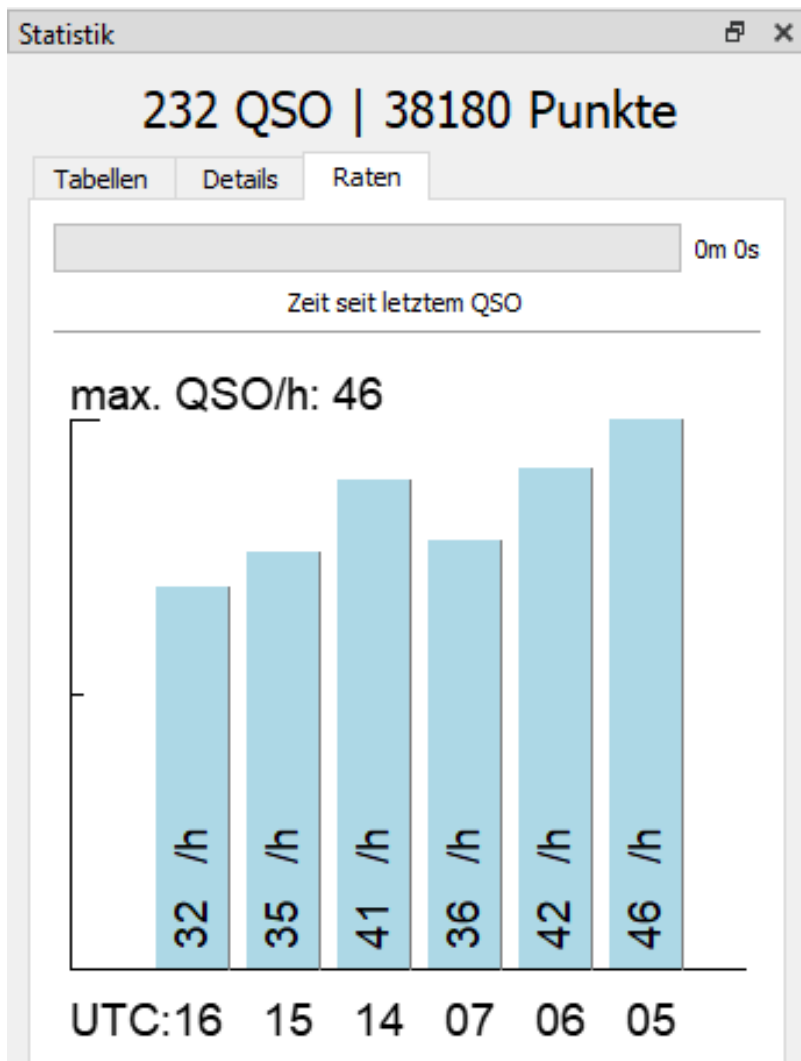 Statistik
232 QSO | 38180 Punkte
Tabellen Details Raten
0m 0s
Zeit seit letztem QSO
max. QSO/h: 46
32 /h 35 /h 41 /h 36 /h 42 /h 46 /h
UTC:16 15 14 07 06 05